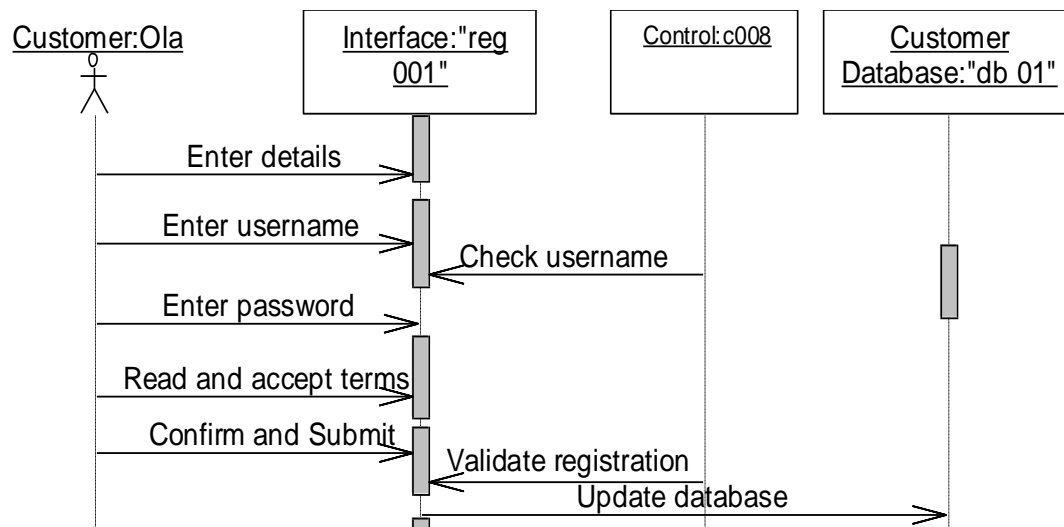 Customer:Ola
Interface:"reg
001"
Control:c008
Customer
Database:"db 01"
Enter details
Enter username
Check username
Enter password
Read and accept terms
Confirm and Submit
Validate registration
Update database